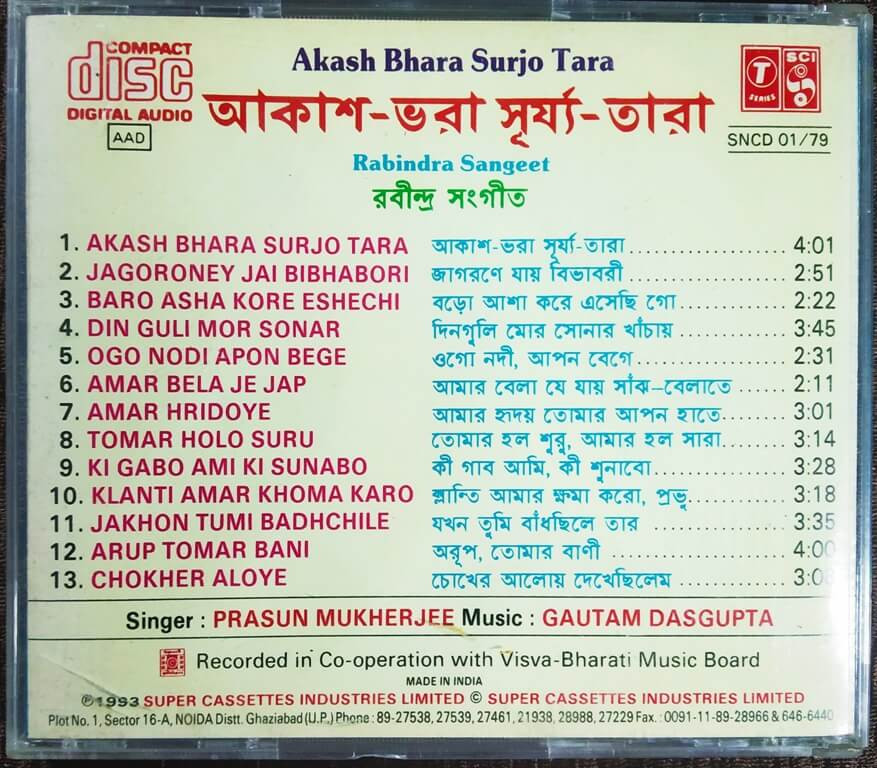 COMPACT
disc
DIGITAL AUDIO
AAD
Akash Bhara Surjo Tara
আকাশ-ভরা সূর্য্য-তারা
Rabindra Sangeet
রবীন্দ্র সংগীত
T
SERIES
SCI
SNCD 01/79
1. AKASH BHARA SURJO TARA আকাশ-ভরা সূর্য্য-তারা 4:01
2. JAGORONEY JAI BIBHABORI জাগরণে যায় বিভাবরী 2:51
3. BARO ASHA KORE ESHECHI বড়ো আশা করে এসেছি গো 2:22
4. DIN GULI MOR SONAR দিনগুলি মোর সোনার খাঁচায় 3:45
5. OGO NODI APON BEGE ওগো নদী, আপন বেগে 2:31
6. AMAR BELA JE JAP আমার বেলা যে যায় সাঁঝ–বেলাতে 2:11
7. AMAR HRIDOYE আমার হৃদয় তোমার আপন হাতে 3:01
8. TOMAR HOLO SURU তোমার হল শুরু, আমার হল সারা 3:14
9. KI GABO AMI KI SUNABO কী গাব আমি, কী শুনাবো 3:28
10. KLANTI AMAR KHOMA KARO ক্লান্তি আমার ক্ষমা করো, প্রভু 3:18
11. JAKHON TUMI BADHCHILE যখন তুমি বাঁধছিলে তার 3:35
12. ARUP TOMAR BANI অরূপ, তোমার বাণী 4:00
13. CHOKHER ALOYE চোখের আলোয় দেখেছিলেম 3:08
Singer : PRASUN MUKHERJEE Music : GAUTAM DASGUPTA
Recorded in Co-operation with Visva-Bharati Music Board
MADE IN INDIA
℗1993 SUPER CASSETTES INDUSTRIES LIMITED © SUPER CASSETTES INDUSTRIES LIMITED
Plot No. 1, Sector 16-A, NOIDA Distt. Ghaziabad (U.P.) Phone : 89-27538, 27539, 27461, 21938, 28988, 27229 Fax. : 0091-11-89-28966 & 646-6440